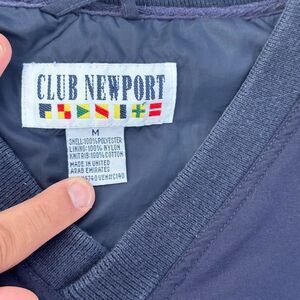 CLUB NEWPORT
M
SHELL:100% POLYESTER
LINING:100% NYLON
KNIT RIB:100% COTTON
MADE IN UNITED
ARAB EMIRATES